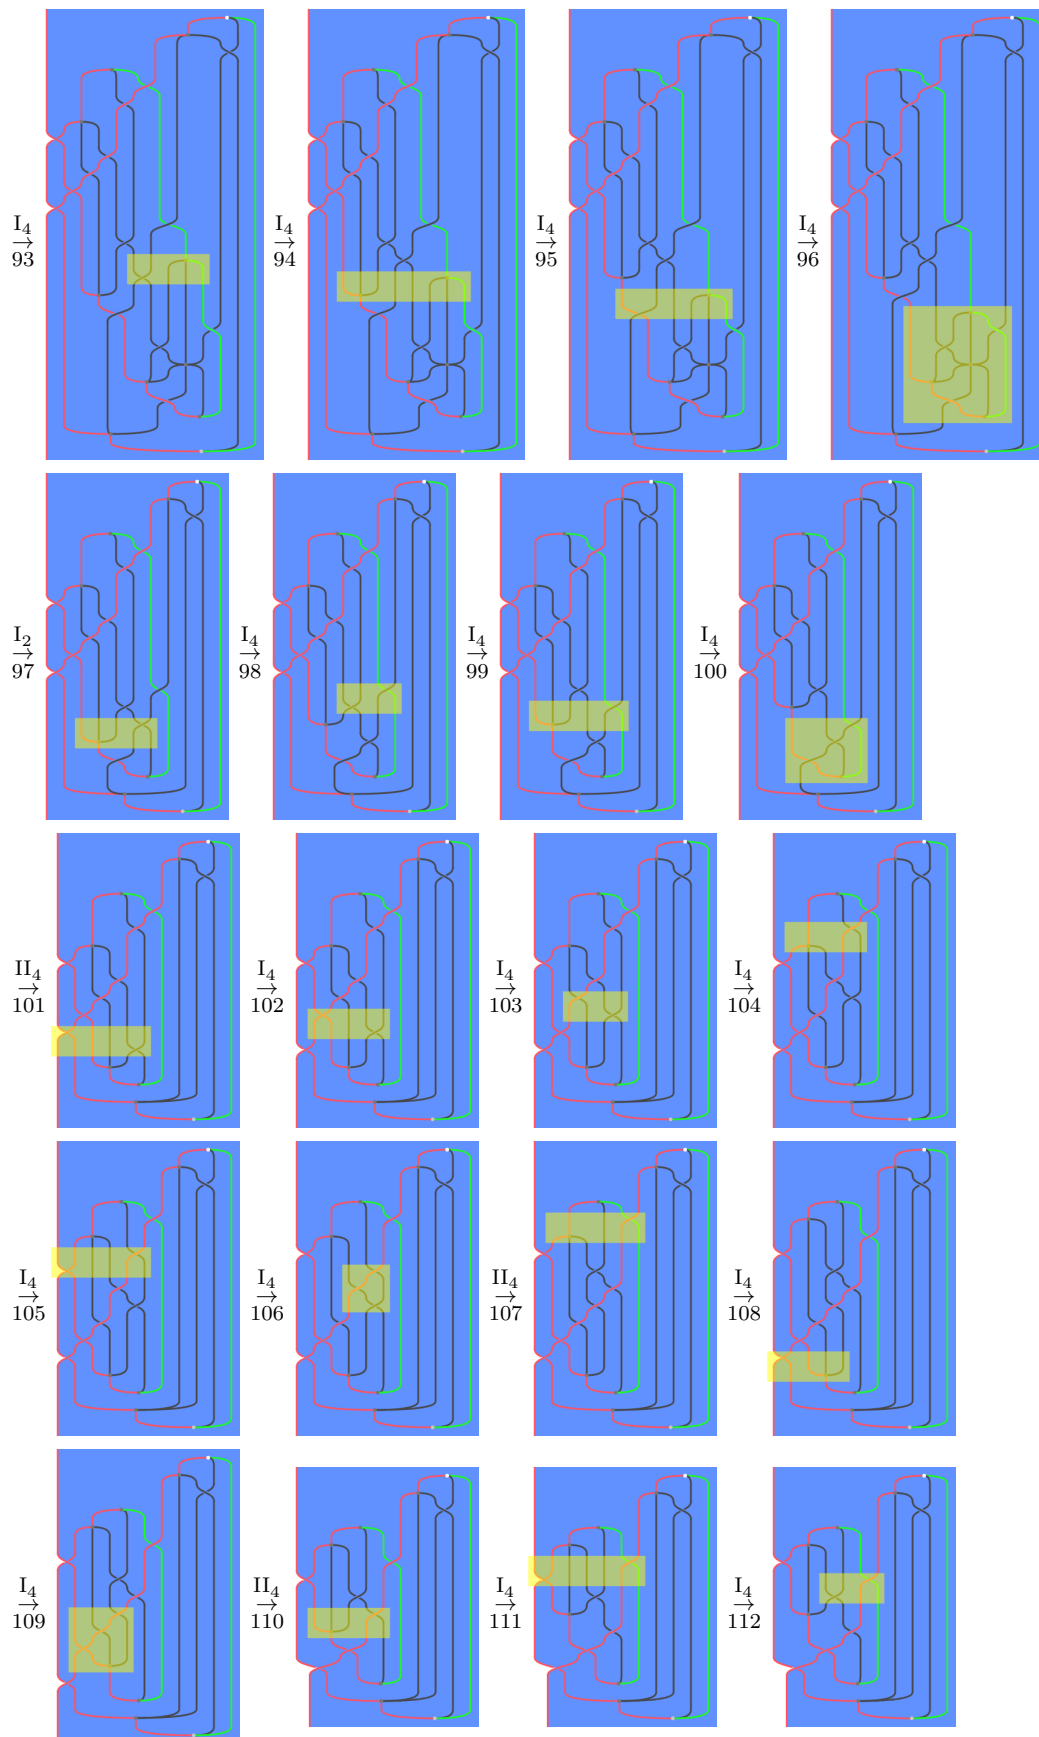 I₄ → 93 I₄ → 94 I₄ → 95 I₄ → 96
I₂ → 97 I₄ → 98 I₄ → 99 I₄ → 100
II₄ → 101 I₄ → 102 I₄ → 103 I₄ → 104
I₄ → 105 I₄ → 106 II₄ → 107 I₄ → 108
I₄ → 109 II₄ → 110 I₄ → 111 I₄ → 112